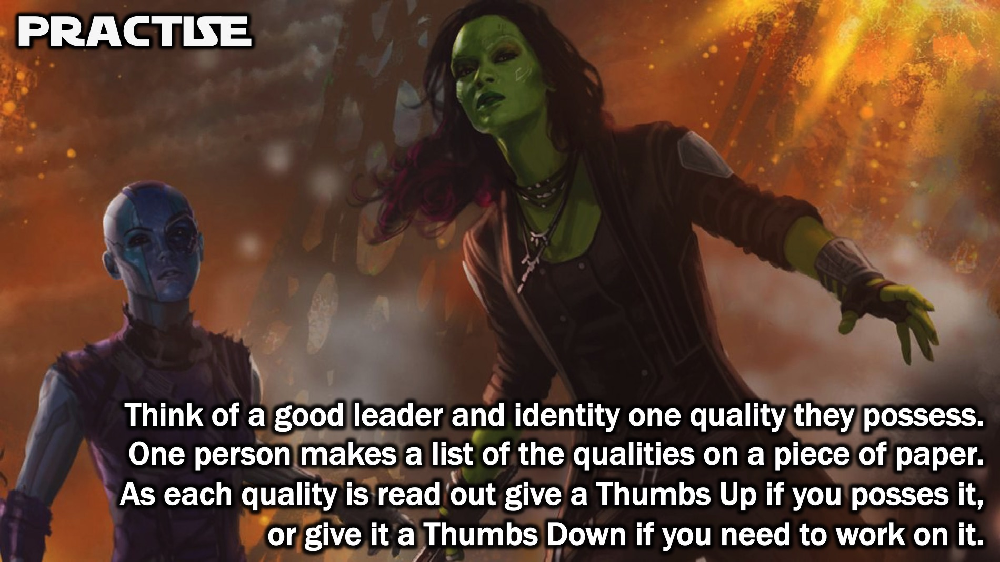 PRACTISE
Think of a good leader and identity one quality they possess.
One person makes a list of the qualities on a piece of paper.
As each quality is read out give a Thumbs Up if you posses it,
or give it a Thumbs Down if you need to work on it.